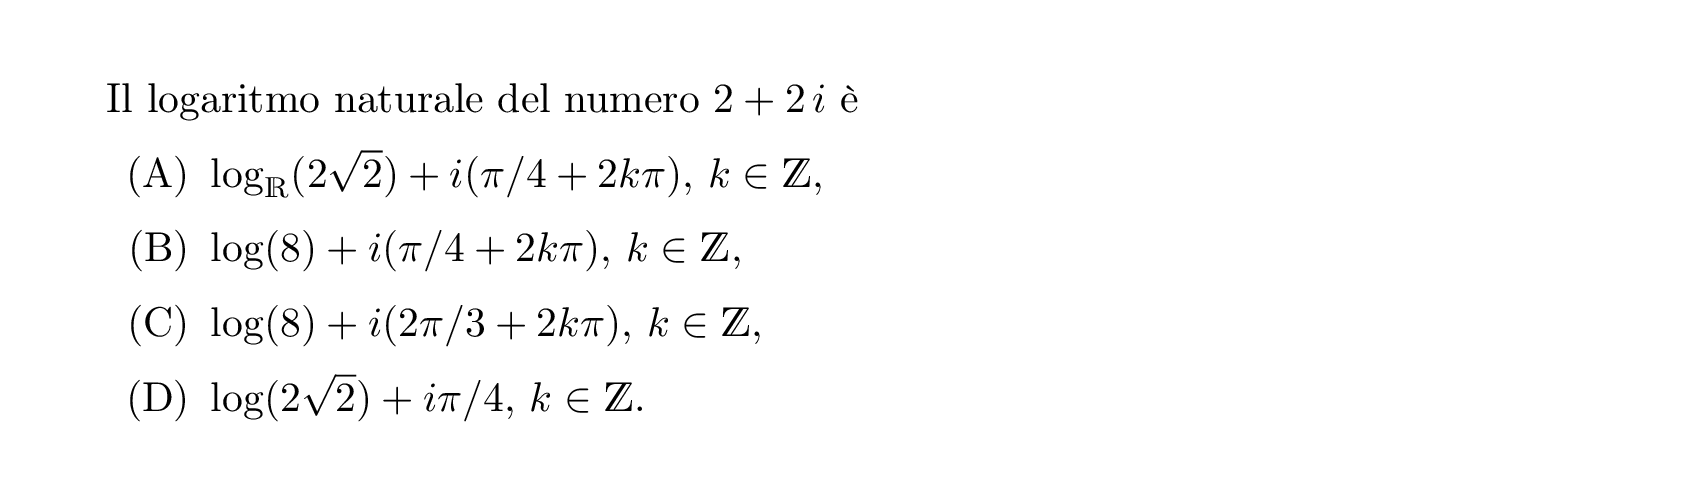 Il logaritmo naturale del numero 2 + 2 i è
(A) log_ℝ(2√2) + i(π/4 + 2kπ), k ∈ ℤ,
(B) log(8) + i(π/4 + 2kπ), k ∈ ℤ,
(C) log(8) + i(2π/3 + 2kπ), k ∈ ℤ,
(D) log(2√2) + iπ/4, k ∈ ℤ.